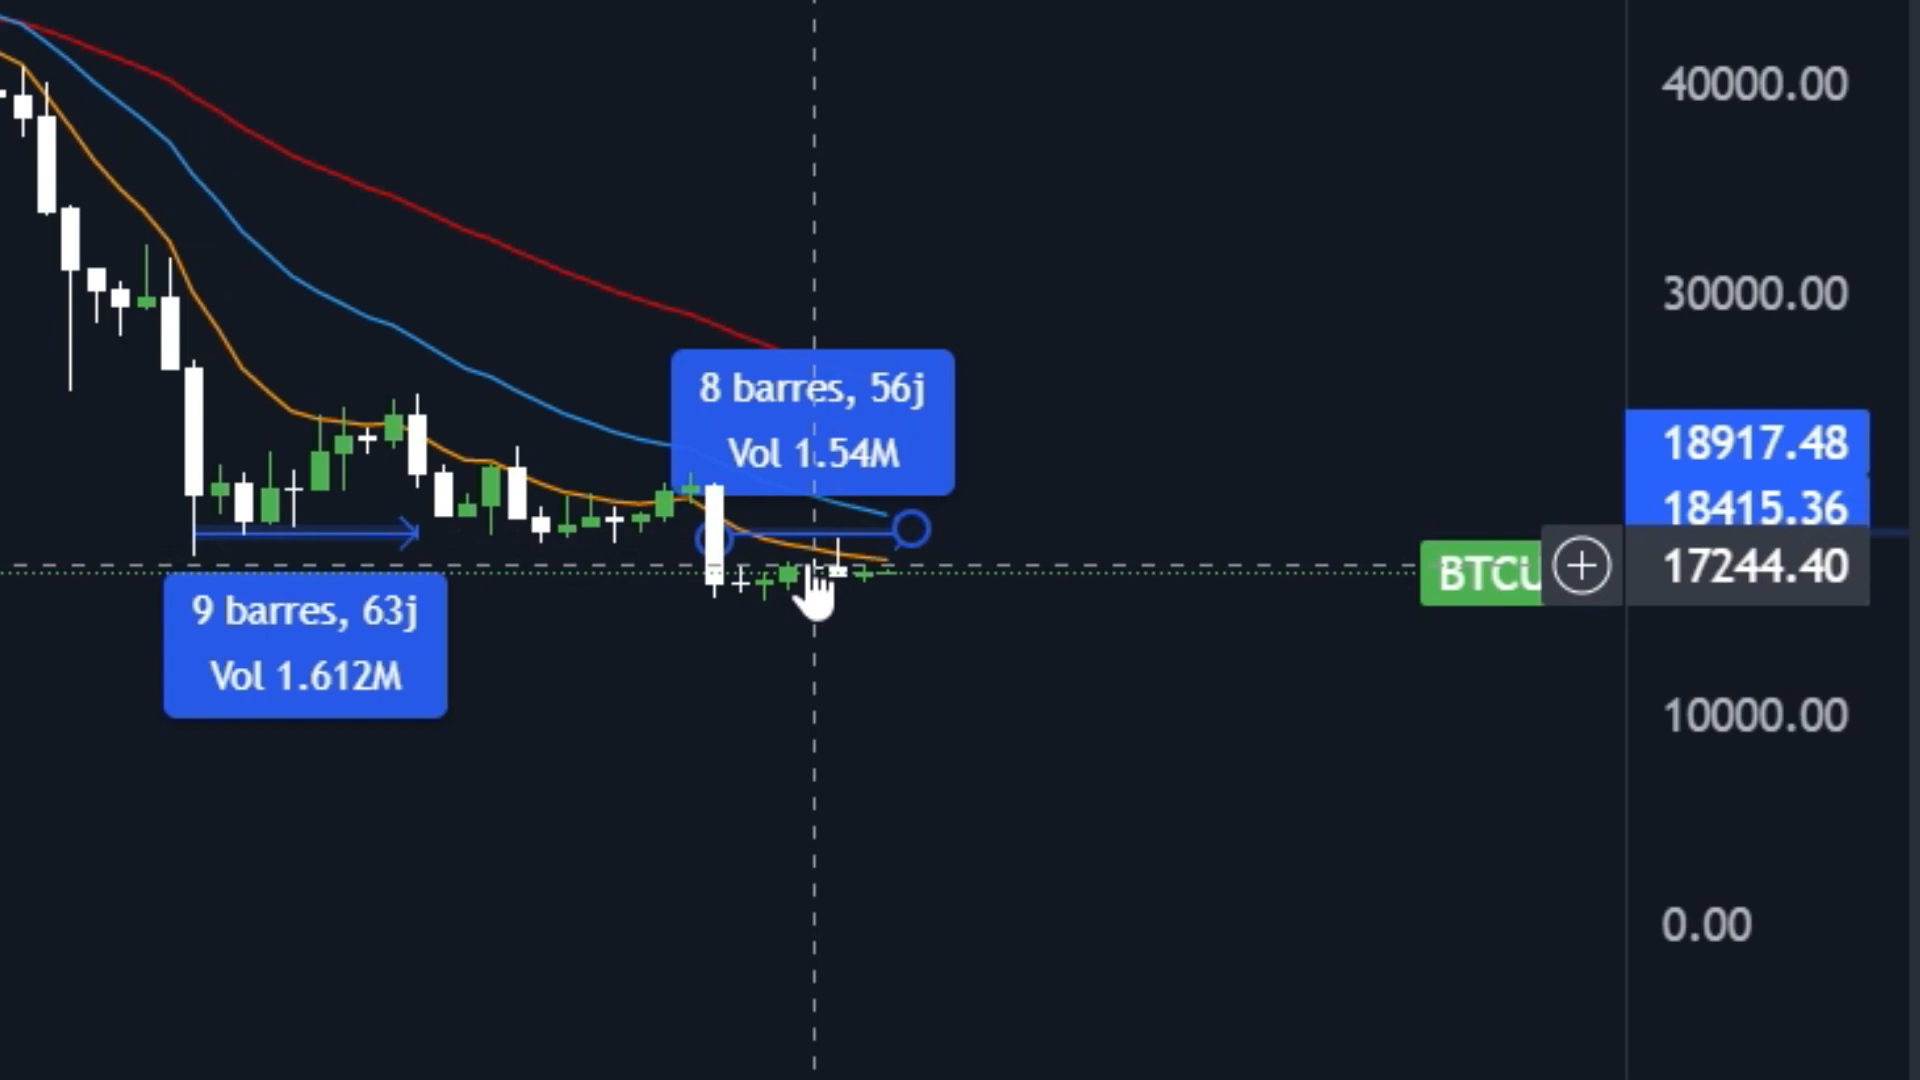 40000.00
30000.00
8 barres, 56j
Vol 1.54M
18917.48
18415.36
BTCU
17244.40
9 barres, 63j
Vol 1.612M
10000.00
0.00